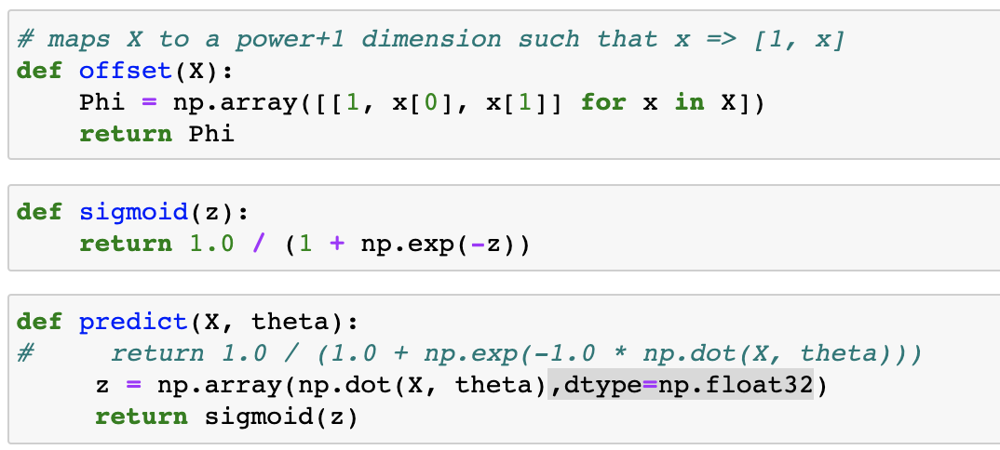 # maps X to a power+1 dimension such that x => [1, x]
def offset(X):
    Phi = np.array([[1, x[0], x[1]] for x in X])
    return Phi
def sigmoid(z):
    return 1.0 / (1 + np.exp(-z))
def predict(X, theta):
#     return 1.0 / (1.0 + np.exp(-1.0 * np.dot(X, theta)))
     z = np.array(np.dot(X, theta),dtype=np.float32)
     return sigmoid(z)